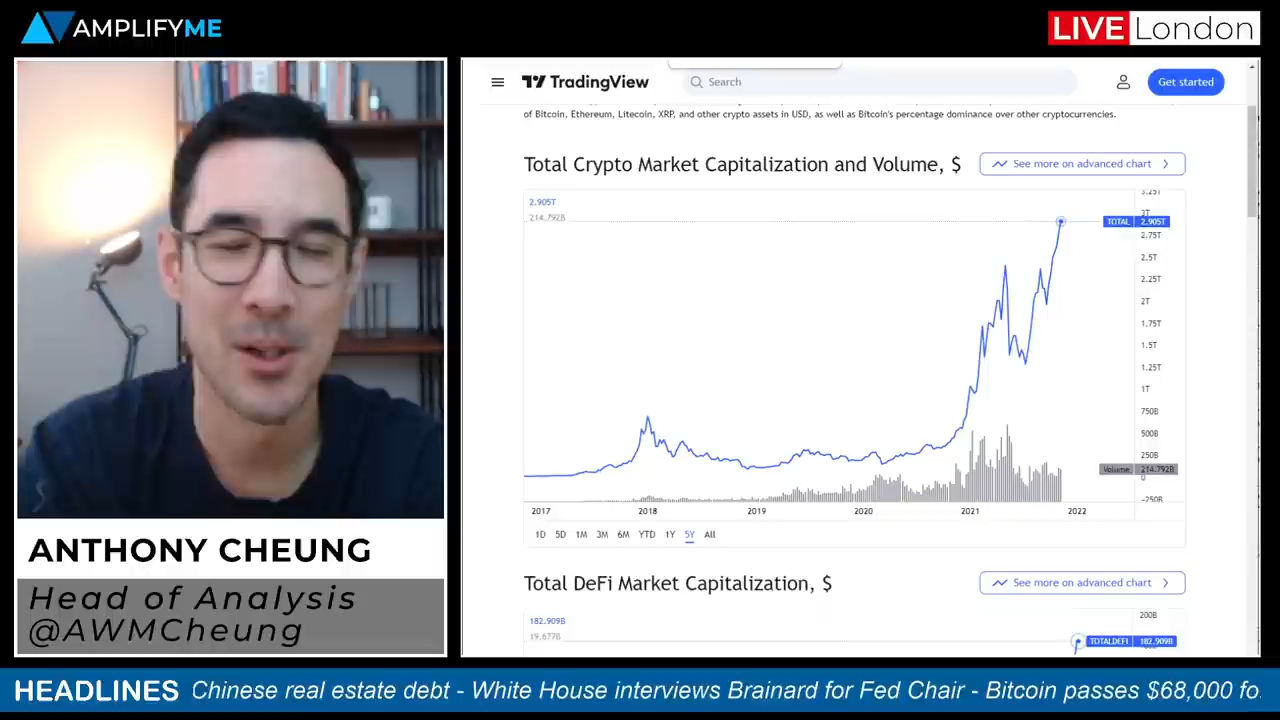 AMPLIFYME
LIVE London
TradingView
Search
Get started
of Bitcoin, Ethereum, Litecoin, XRP, and other crypto assets in USD, as well as Bitcoin's percentage dominance over other cryptocurrencies.
Total Crypto Market Capitalization and Volume, $
See more on advanced chart
2.905T
214.792B
3.25T
3T
TOTAL 2.905T
2.75T
2.5T
2.25T
2T
1.75T
1.5T
1.25T
1T
750B
500B
250B
Volume 214.792B
0
-250B
2017 2018 2019 2020 2021 2022
1D 5D 1M 3M 6M YTD 1Y 5Y All
Total DeFi Market Capitalization, $
See more on advanced chart
182.909B
19.677B
200B
TOTALDEFI 182.909B
ANTHONY CHEUNG
Head of Analysis
@AWMCheung
HEADLINES Chinese real estate debt - White House interviews Brainard for Fed Chair - Bitcoin passes $68,000 fo